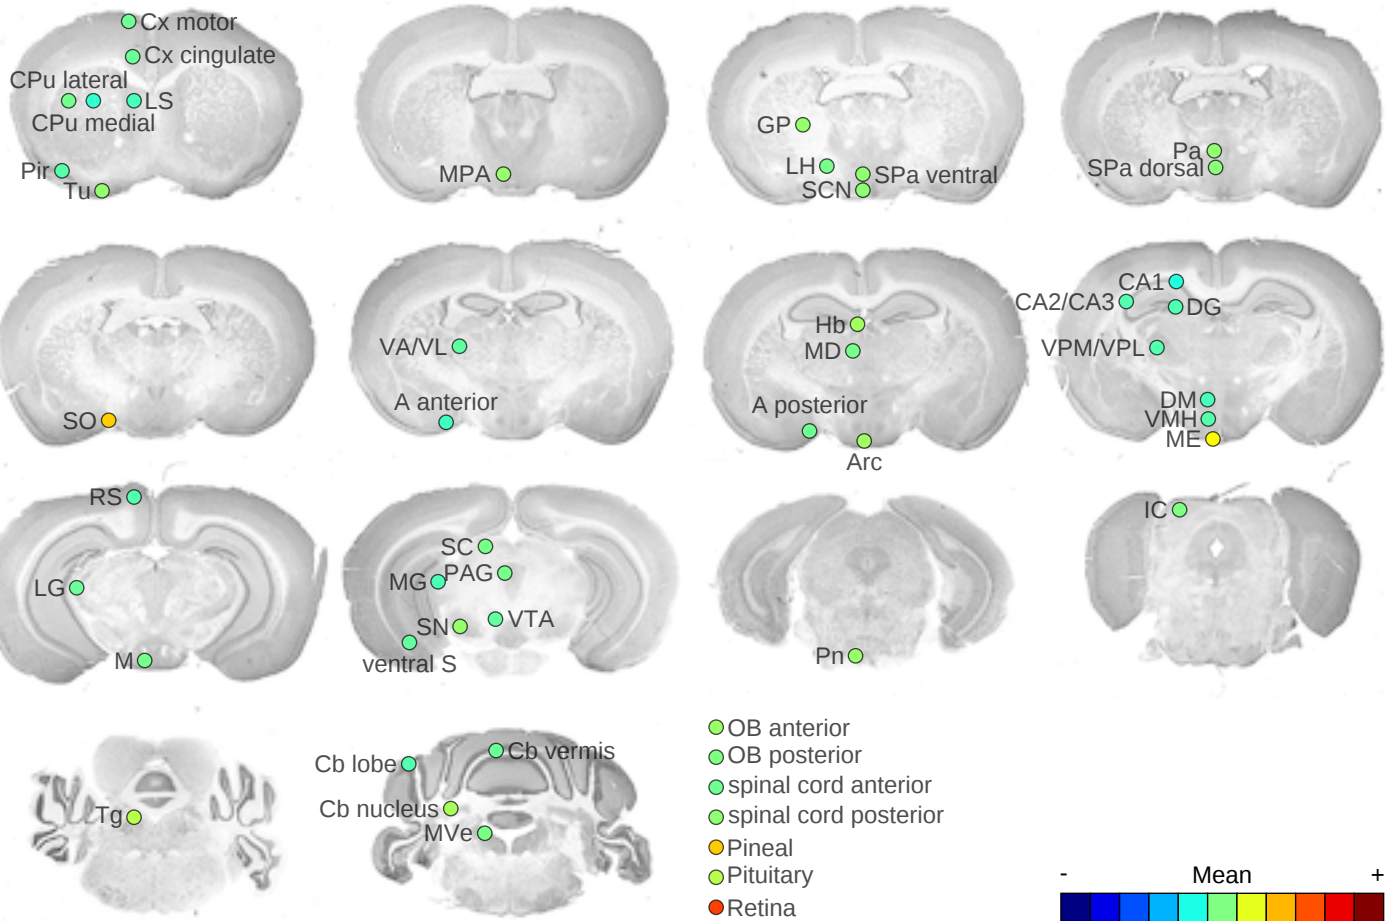 Cx motor
Cx cingulate
CPu lateral
LS
CPu medial
Pir
Tu
MPA
GP
LH
SPa ventral
SCN
Pa
SPa dorsal
SO
VA/VL
A anterior
Hb
MD
A posterior
Arc
CA1
CA2/CA3
DG
VPM/VPL
DM
VMH
ME
RS
LG
M
SC
PAG
MG
VTA
SN
ventral S
Pn
IC
Tg
Cb vermis
Cb lobe
Cb nucleus
MVe
OB anterior
OB posterior
spinal cord anterior
spinal cord posterior
Pineal
Pituitary
Retina
- Mean +